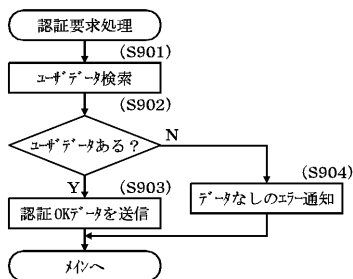 認証要求処理
(S901)
ﾕｰｻﾞﾃﾞｰﾀ検索
(S902)
ﾕｰｻﾞﾃﾞｰﾀある？
N
Y
(S903)
(S904)
認証OKデータを送信
ﾃﾞｰﾀなしのｴﾗｰ通知
ﾒｲﾝへ